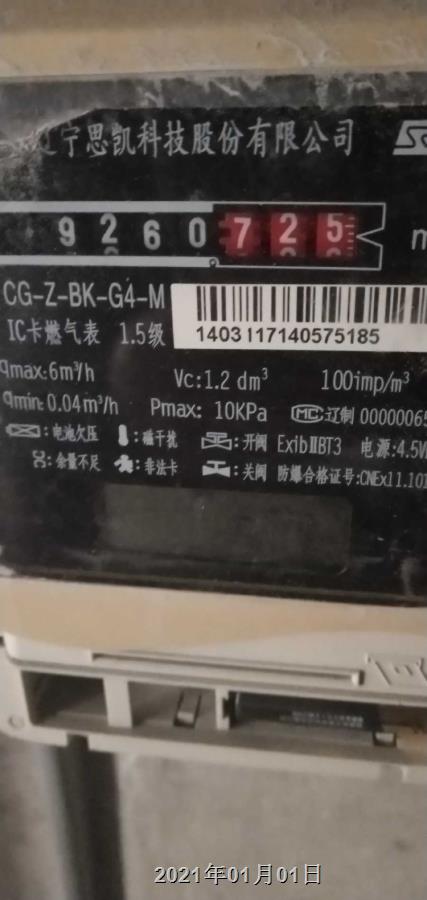 辽宁思凯科技股份有限公司
9260725
CG-Z-BK-G4-M
IC卡燃气表 1.5级
1403117140575185
qmax:6m³/h Vc:1.2 dm³ 100imp/m³
qmin:0.04m³/h Pmax: 10KPa MC 辽制 0000006
:电池欠压 :磁干扰 :开阀 ExibⅡBT3 电源:4.5V
:余量不足 :非法卡 :关阀 防爆合格证号:CNEx11.101
2021年01月01日